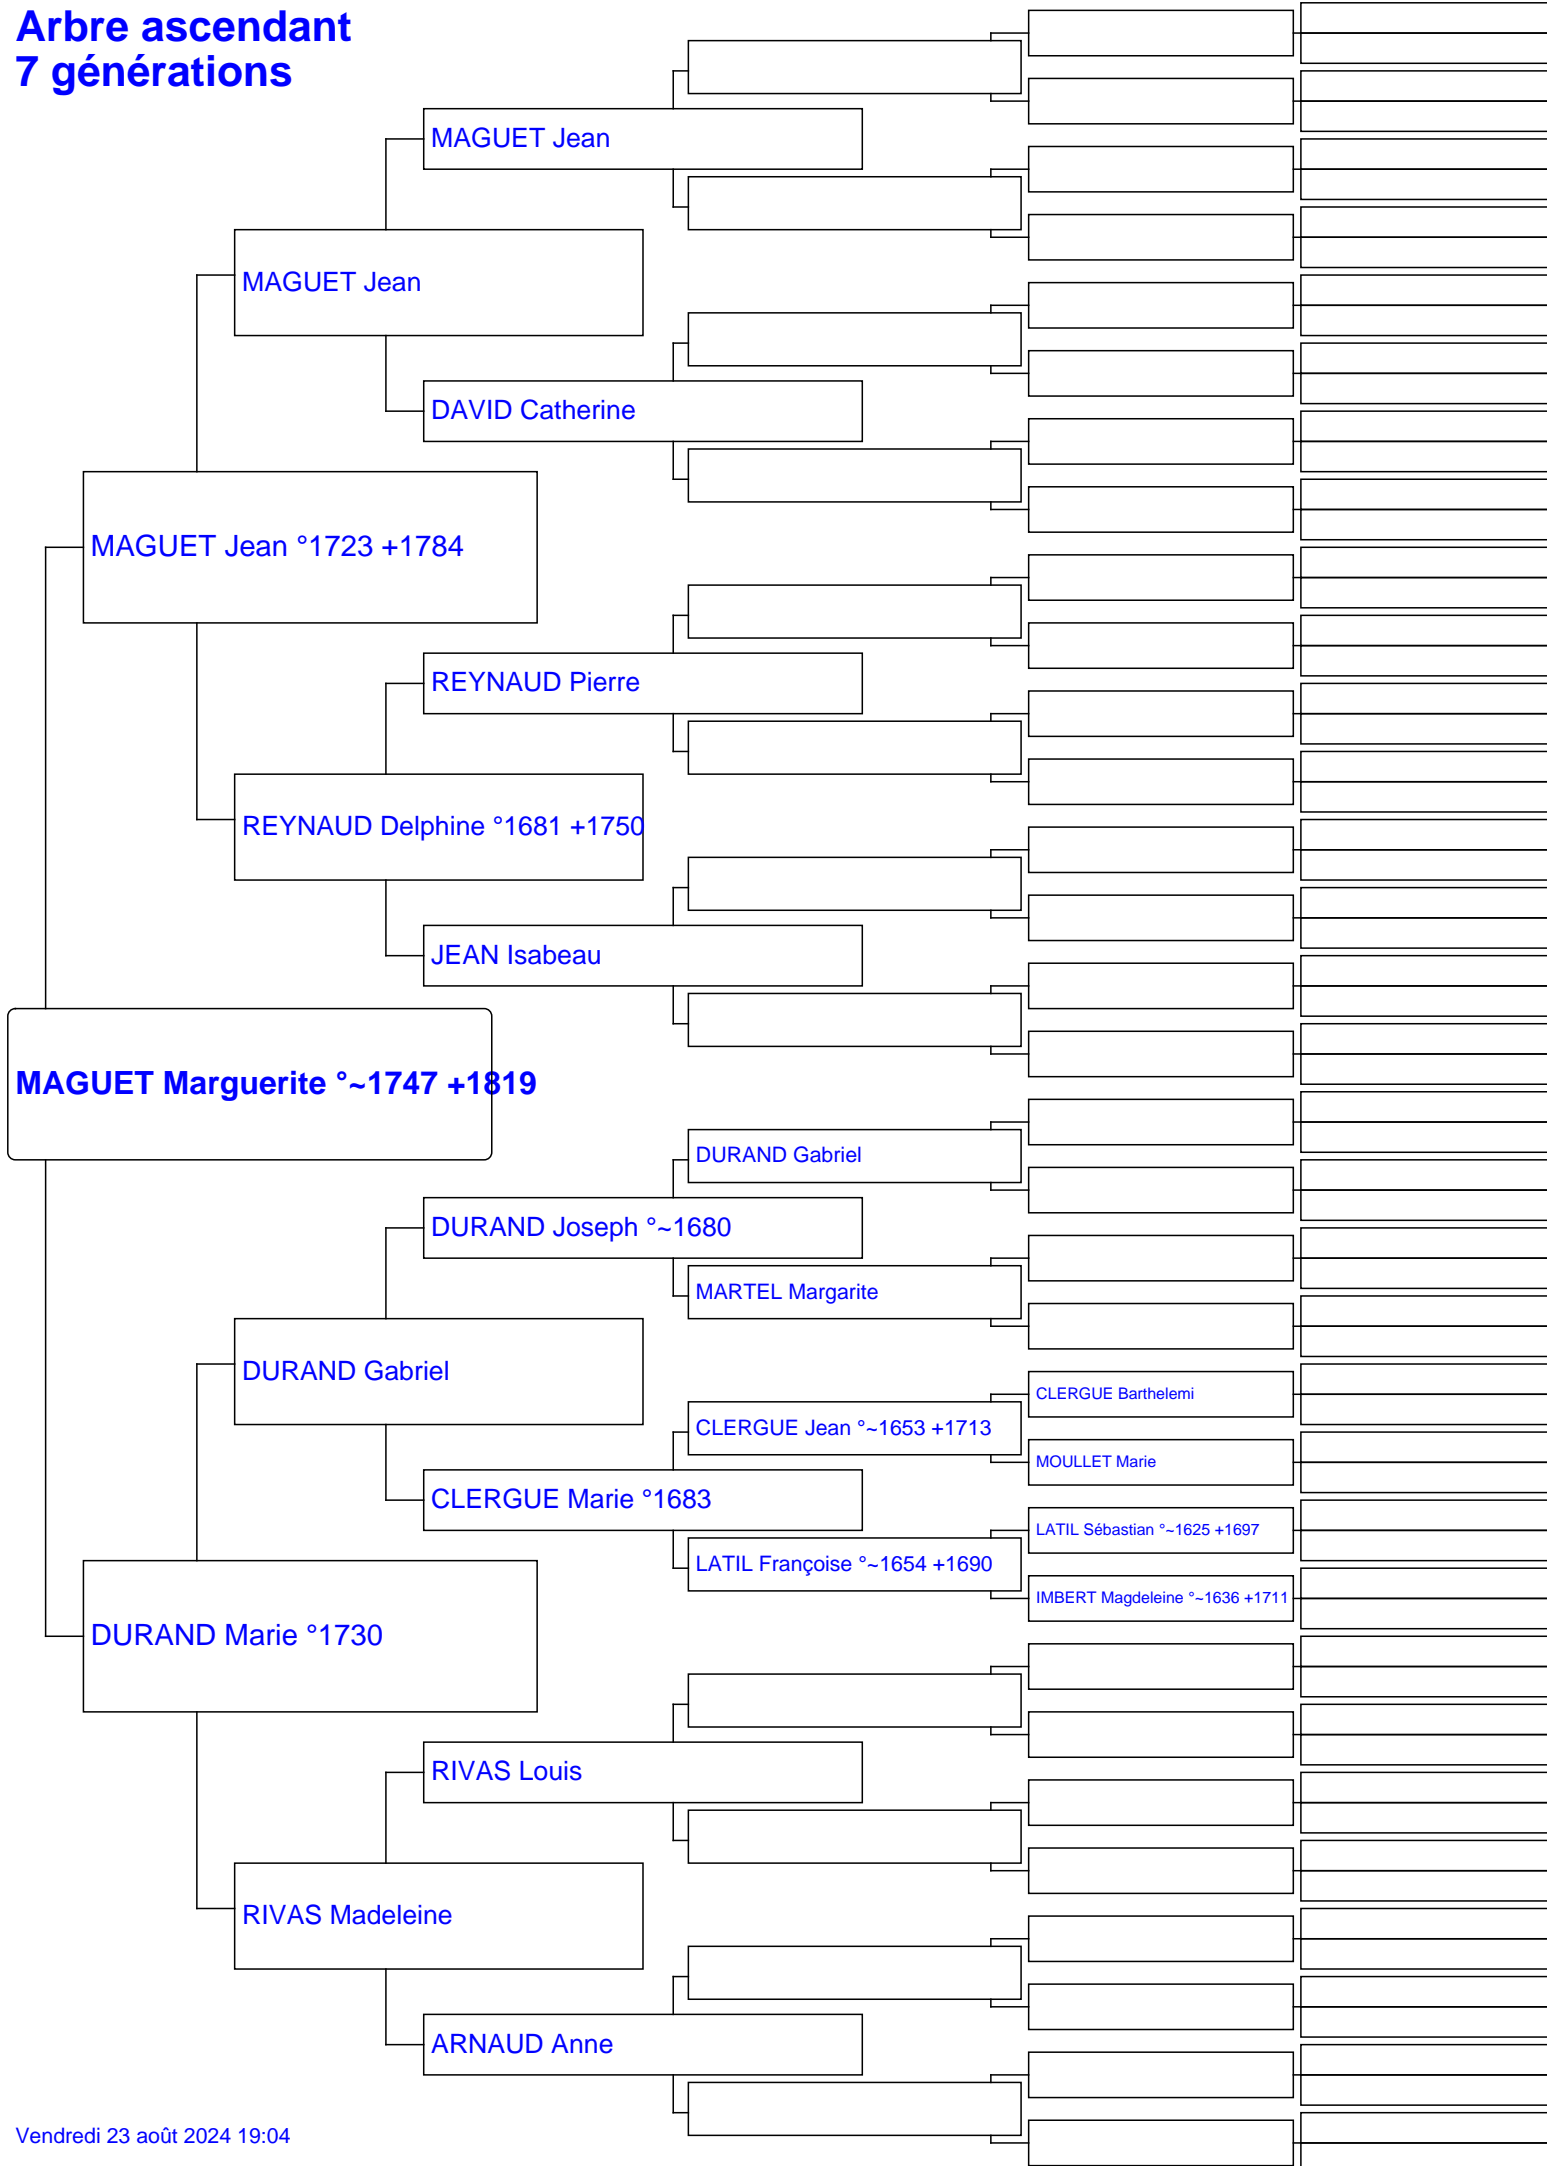 Arbre ascendant
7 générations
MAGUET Jean
MAGUET Jean
DAVID Catherine
MAGUET Jean °1723 +1784
REYNAUD Pierre
REYNAUD Delphine °1681 +1750
JEAN Isabeau
MAGUET Marguerite °~1747 +1819
DURAND Gabriel
DURAND Joseph °~1680
MARTEL Margarite
DURAND Gabriel
CLERGUE Barthelemi
CLERGUE Jean °~1653 +1713
MOULLET Marie
CLERGUE Marie °1683
LATIL Sébastian °~1625 +1697
LATIL Françoise °~1654 +1690
IMBERT Magdeleine °~1636 +1711
DURAND Marie °1730
RIVAS Louis
RIVAS Madeleine
ARNAUD Anne
Vendredi 23 août 2024 19:04